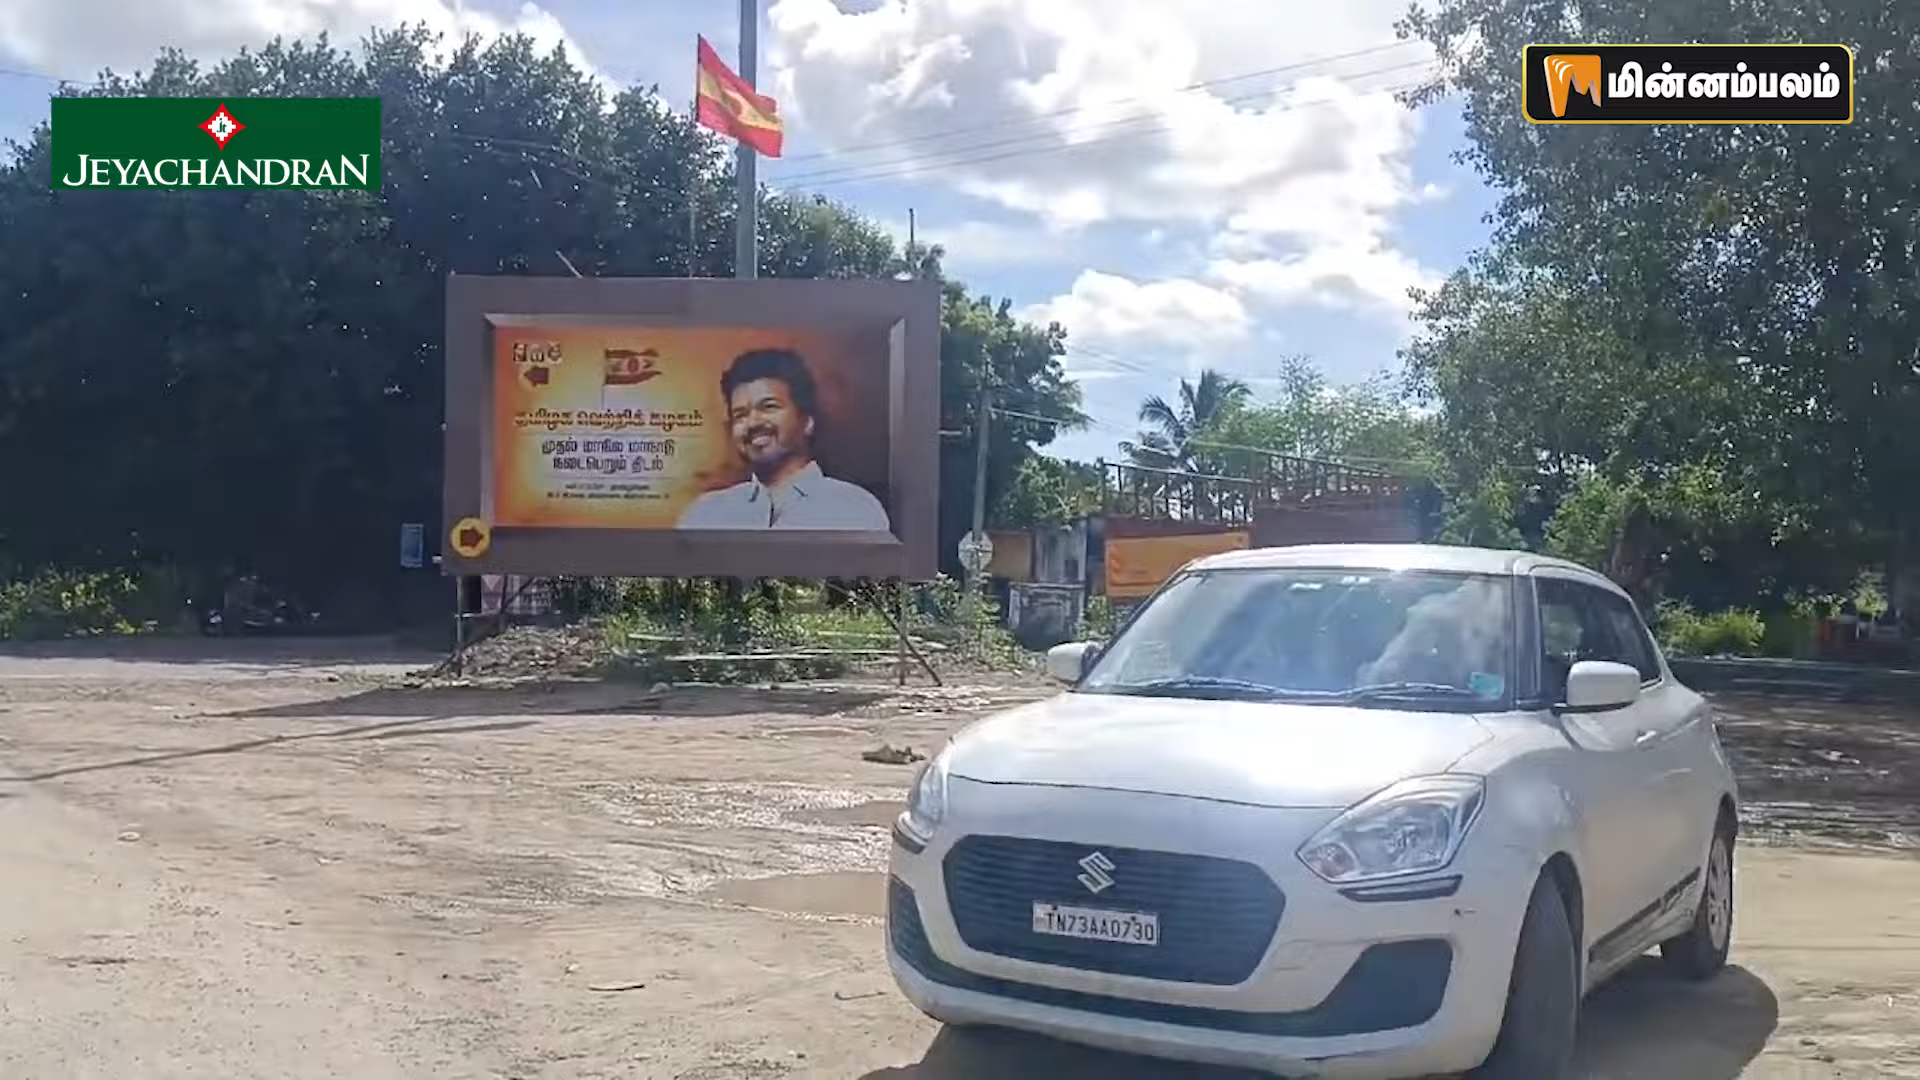 JEYACHANDRAN
மின்னம்பலம்
தமிழக வெற்றிக் கழகம்
முதல் மாநில மாநாடு
நடைபெறும் திடல்
TN73AA0730